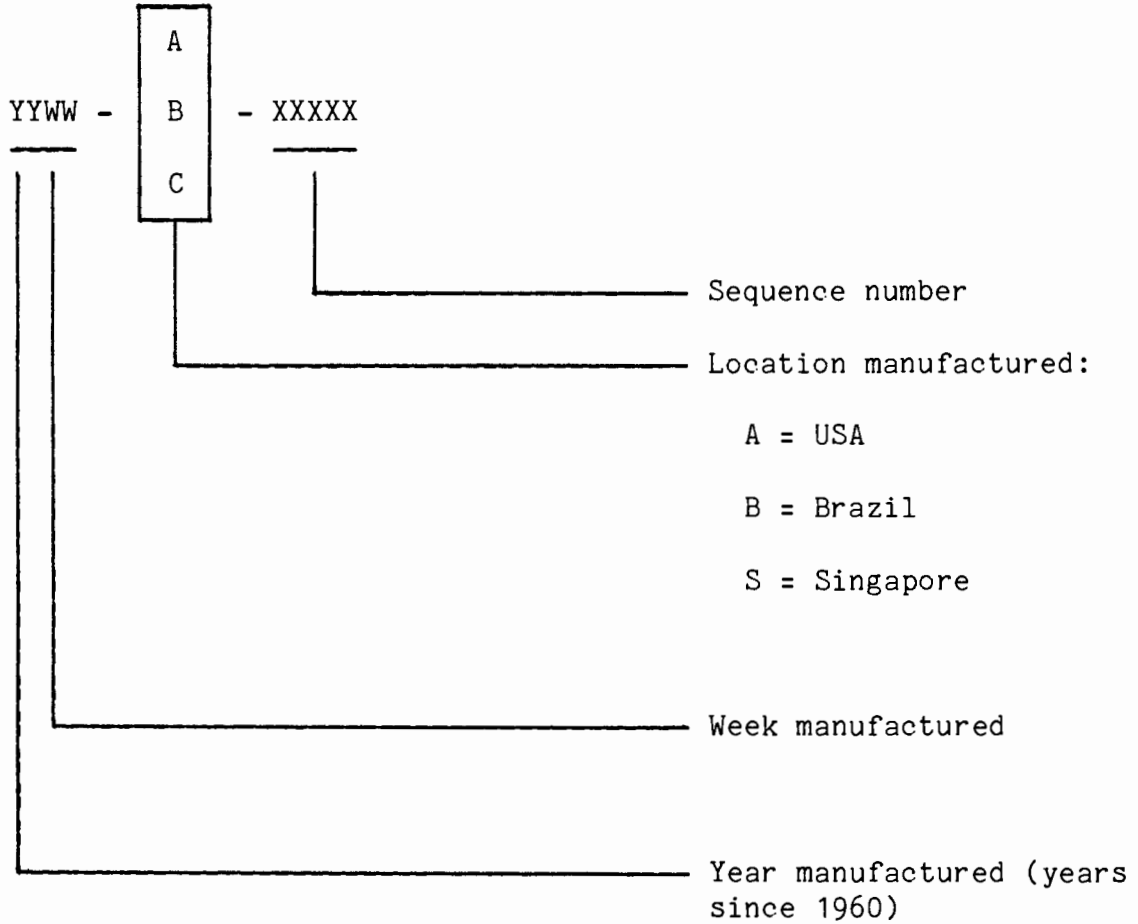 A
YYWW - B - XXXXX
C
Sequence number
Location manufactured:
A = USA
B = Brazil
S = Singapore
Week manufactured
Year manufactured (years
since 1960)